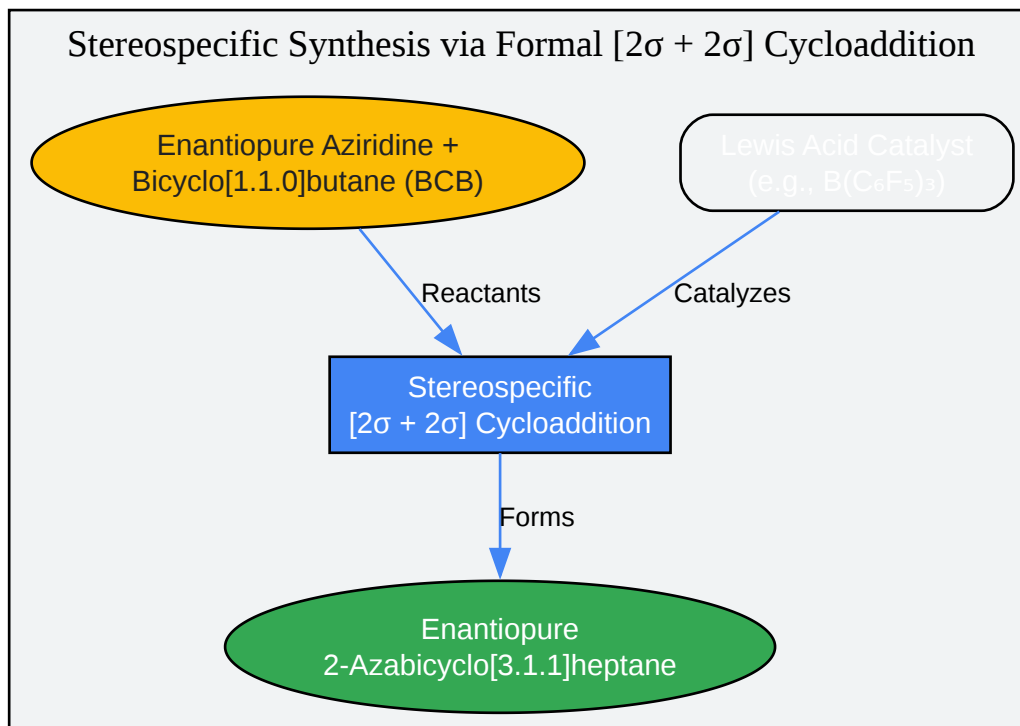 Stereospecific Synthesis via Formal [2σ + 2σ] Cycloaddition
Enantiopure Aziridine +
Bicyclo[1.1.0]butane (BCB)
Lewis Acid Catalyst
(e.g., B(C₆F₅)₃)
Reactants
Catalyzes
Stereospecific
[2σ + 2σ] Cycloaddition
Forms
Enantiopure
2-Azabicyclo[3.1.1]heptane